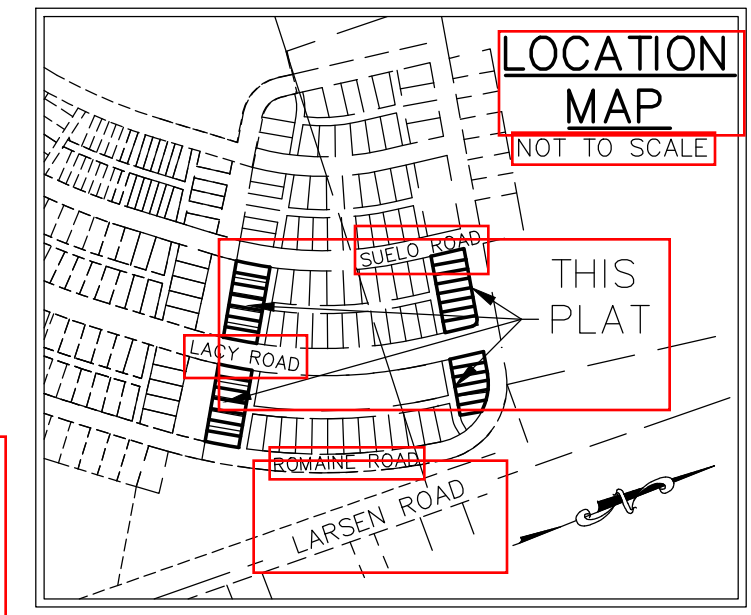 LOCATION
MAP
NOT TO SCALE
SUELO ROAD
THIS
PLAT
LACY ROAD
ROMAINE ROAD
LARSEN ROAD
N